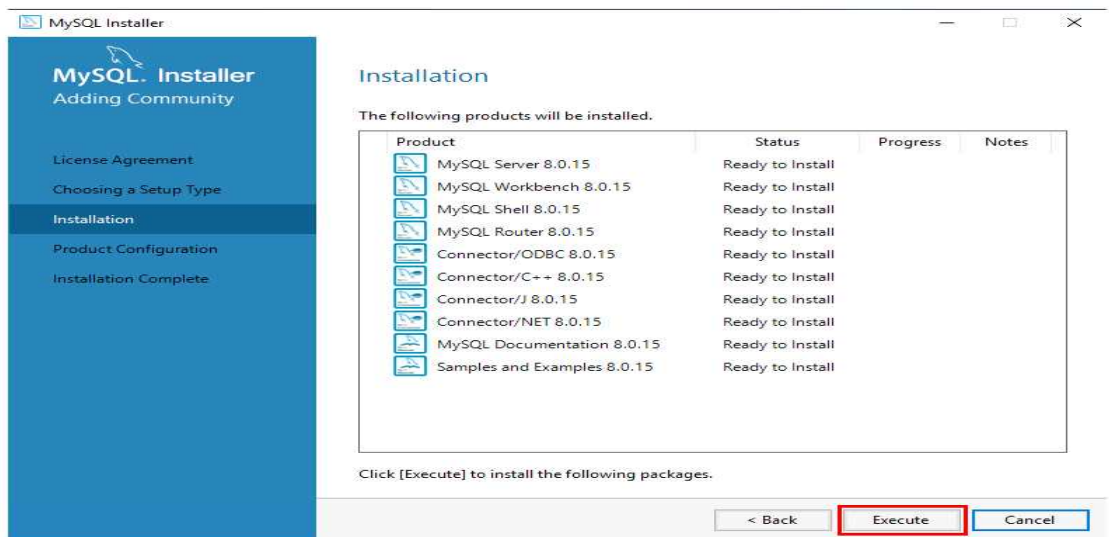 MySQL Installer
MySQL. Installer
Adding Community
License Agreement
Choosing a Setup Type
Installation
Product Configuration
Installation Complete
Installation
The following products will be installed.
Product Status Progress Notes
MySQL Server 8.0.15 Ready to Install
MySQL Workbench 8.0.15 Ready to Install
MySQL Shell 8.0.15 Ready to Install
MySQL Router 8.0.15 Ready to Install
Connector/ODBC 8.0.15 Ready to Install
Connector/C++ 8.0.15 Ready to Install
Connector/J 8.0.15 Ready to Install
Connector/NET 8.0.15 Ready to Install
MySQL Documentation 8.0.15 Ready to Install
Samples and Examples 8.0.15 Ready to Install
Click [Execute] to install the following packages.
< Back Execute Cancel